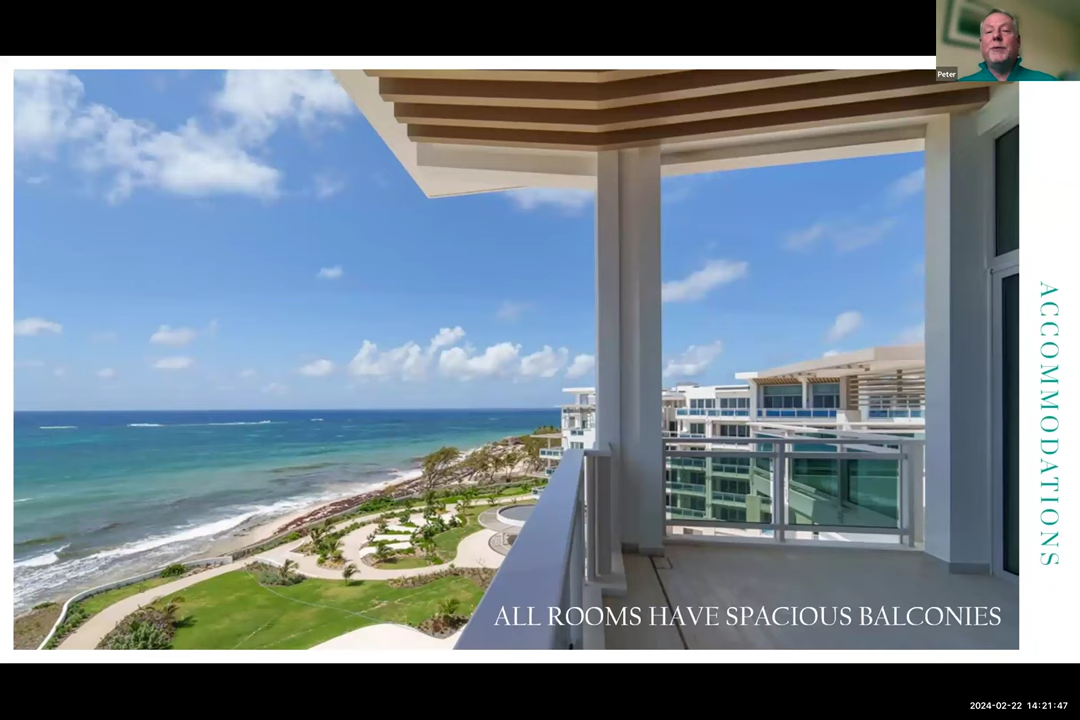 Peter
ACCOMMODATIONS
ALL ROOMS HAVE SPACIOUS BALCONIES
2024-02-22 14:21:47